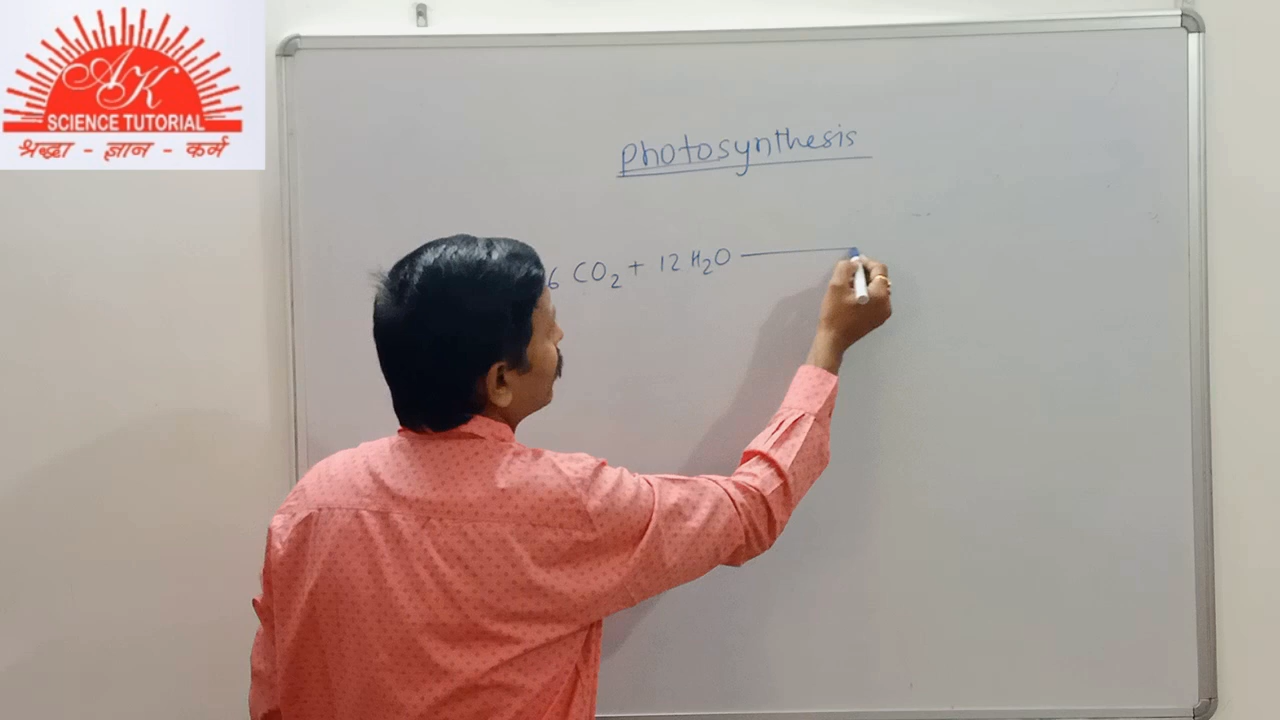 AK
SCIENCE TUTORIAL
श्रद्धा - ज्ञान - कर्म
photosynthesis
6 CO2 + 12 H2O